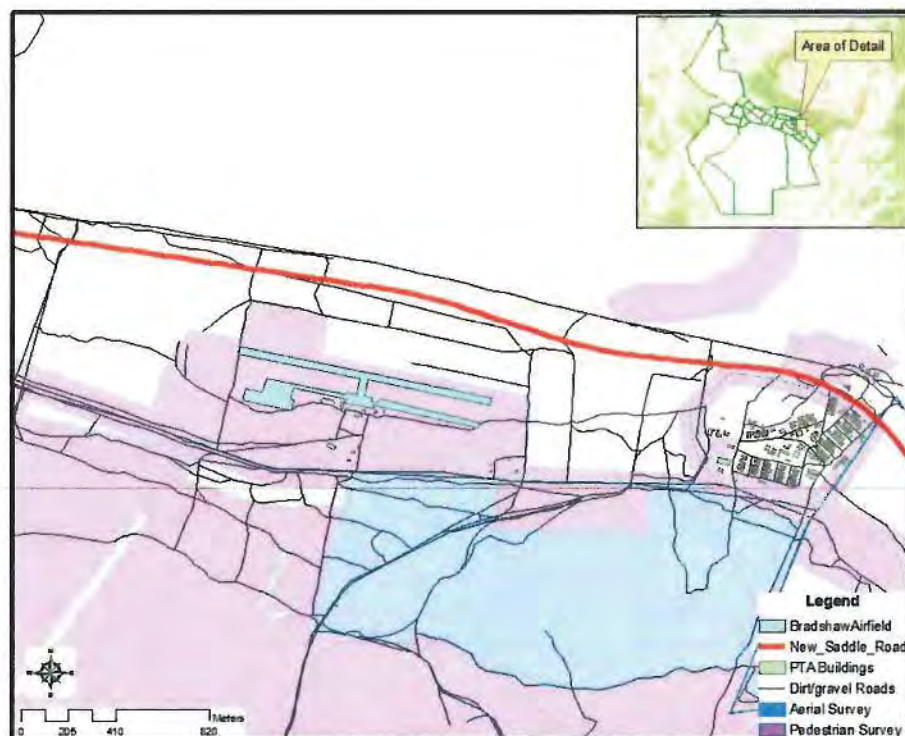 Area of Detail
Legend
BradshawAirfield
New_Saddle_Road
PTA Buildings
Dirt/gravel Roads
Aerial Survey
Pedestrian Survey
Meters
0 205 410 820